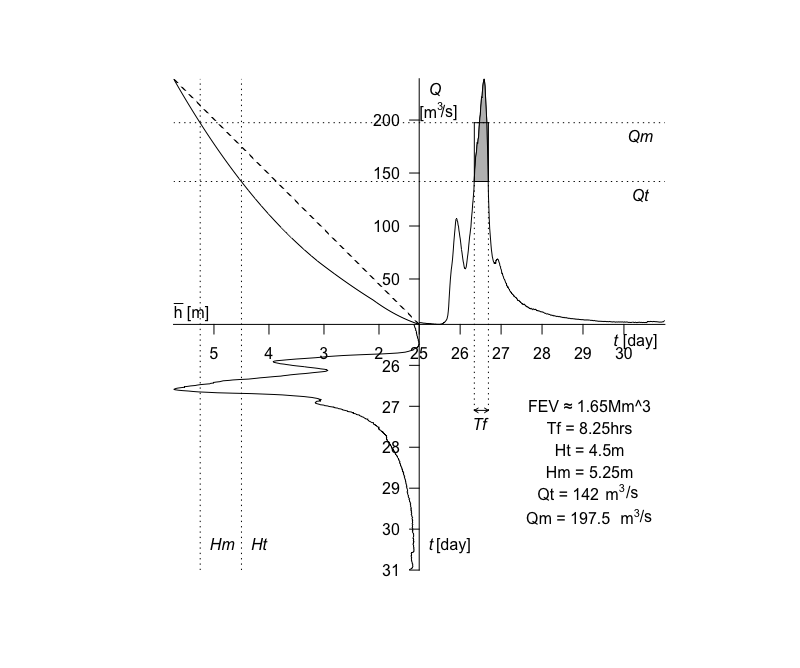 Q
[m³/s]
200
Qm
150
Qt
100
50
h̅ [m]
5 4 3 2 25 26 27 28 29 30
t [day]
26
27
28
29
30
31
Tf
Hm Ht
t [day]
FEV ≈ 1.65Mm^3
Tf = 8.25hrs
Ht = 4.5m
Hm = 5.25m
Qt = 142 m³/s
Qm = 197.5 m³/s